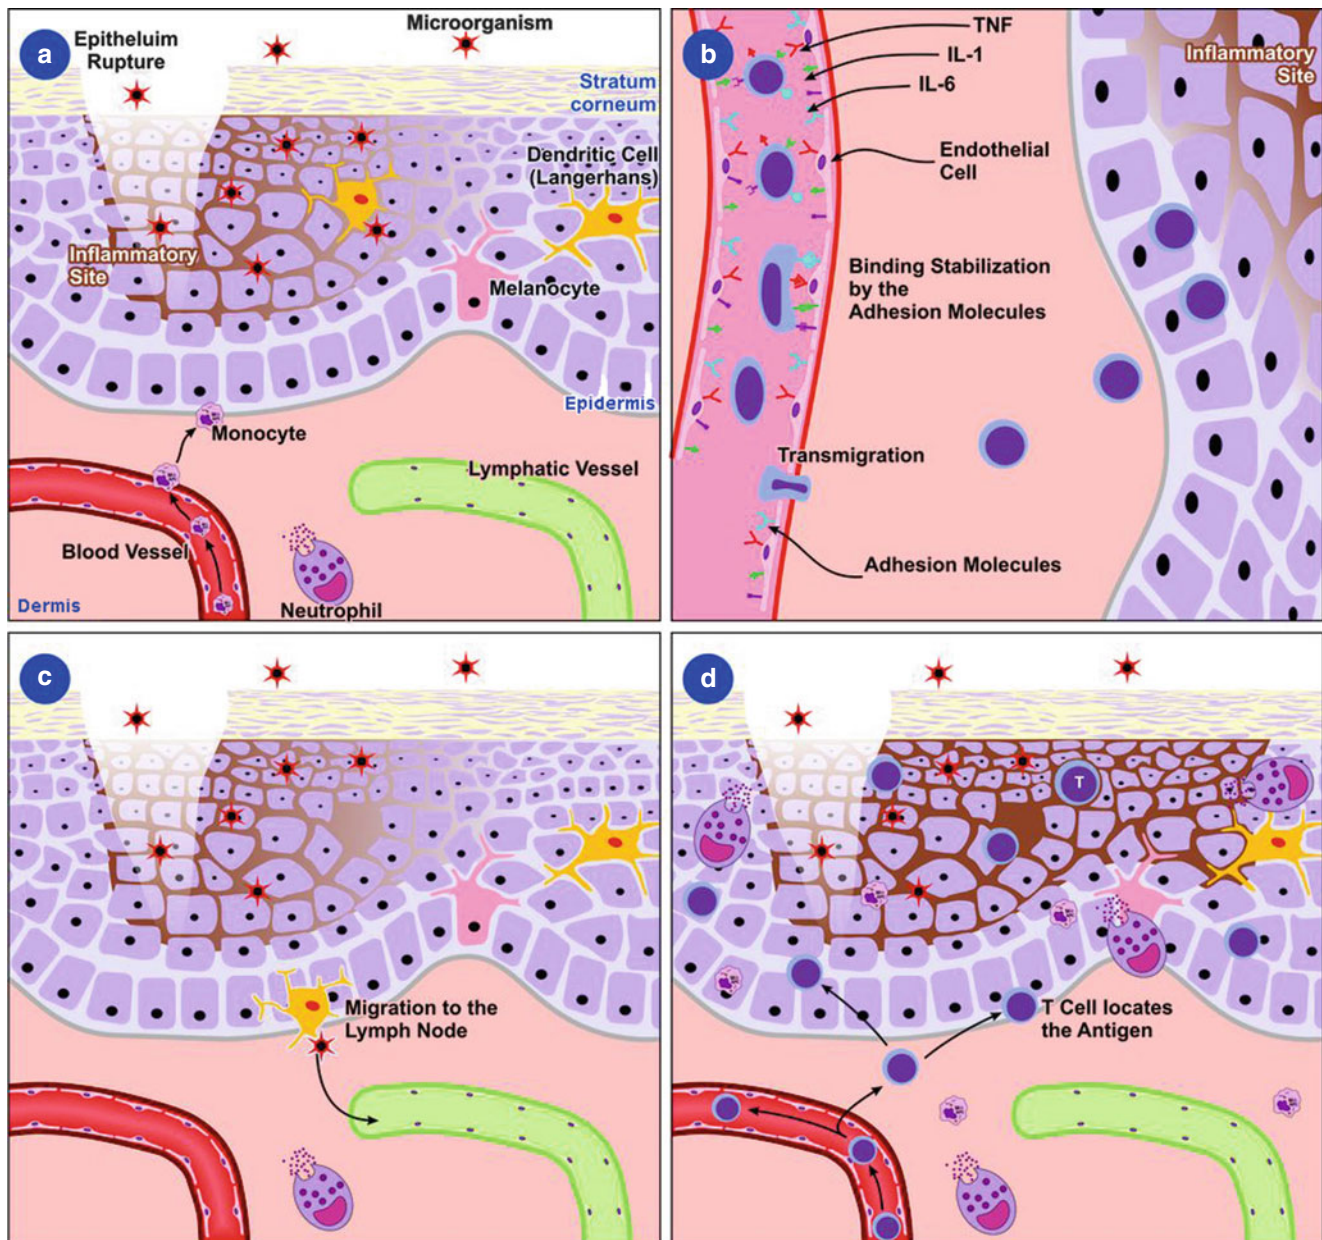 a
Epitheluim
Rupture
Microorganism
Stratum
corneum
Dendritic Cell
(Langerhans)
Inflammatory
Site
Melanocyte
Epidermis
Monocyte
Lymphatic Vessel
Blood Vessel
Neutrophil
Dermis
b
TNF
IL-1
IL-6
Inflammatory
Site
Endothelial
Cell
Binding Stabilization
by the
Adhesion Molecules
Transmigration
Adhesion Molecules
c
Migration to the
Lymph Node
d
T
T Cell locates
the Antigen